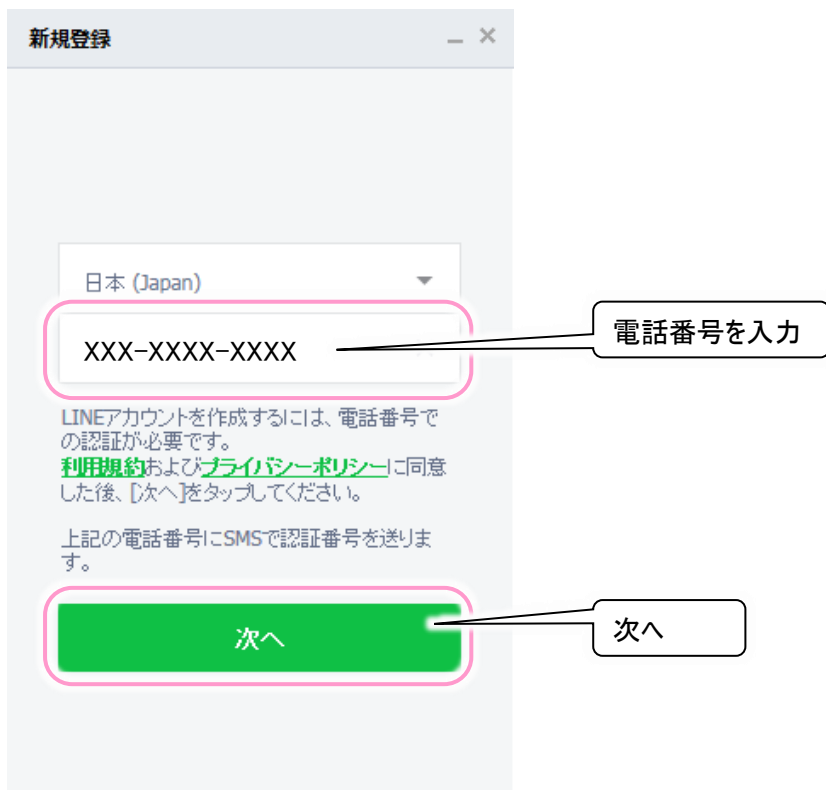 新規登録
日本 (Japan)
XXX-XXXX-XXXX
電話番号を入力
LINEアカウントを作成するには、電話番号で
の認証が必要です。
利用規約およびプライバシーポリシーに同意
した後、[次へ]をタップしてください。
上記の電話番号にSMSで認証番号を送りま
す。
次へ
次へ